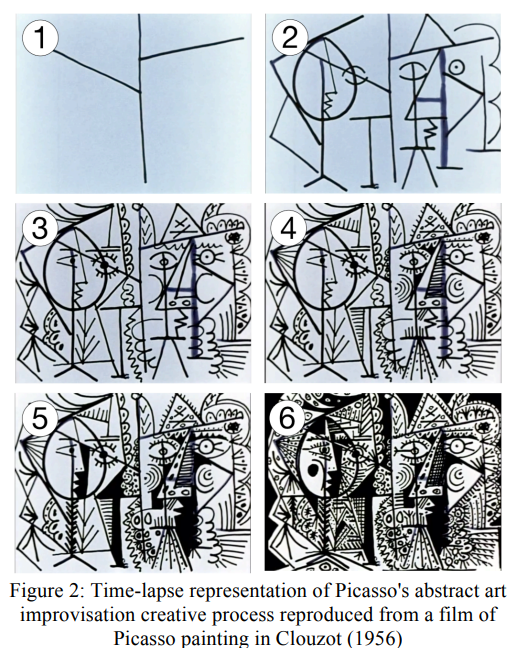 1
2
3
4
5
6
Figure 2: Time-lapse representation of Picasso's abstract art
improvisation creative process reproduced from a film of
Picasso painting in Clouzot (1956)